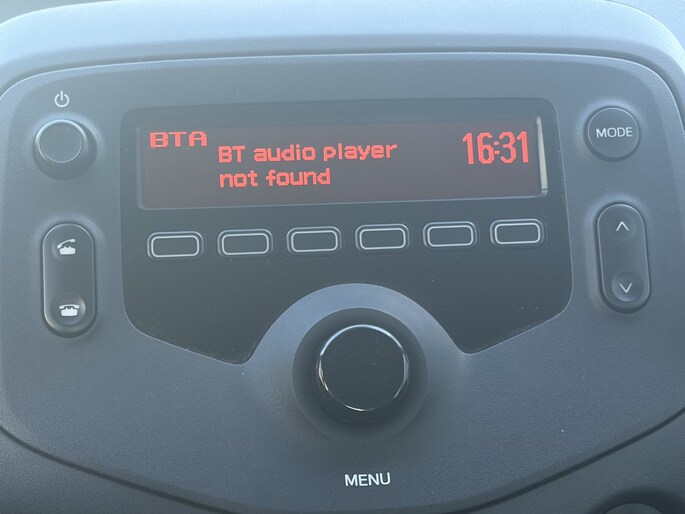 BTA
BT audio player
not found
16:31
MODE
MENU